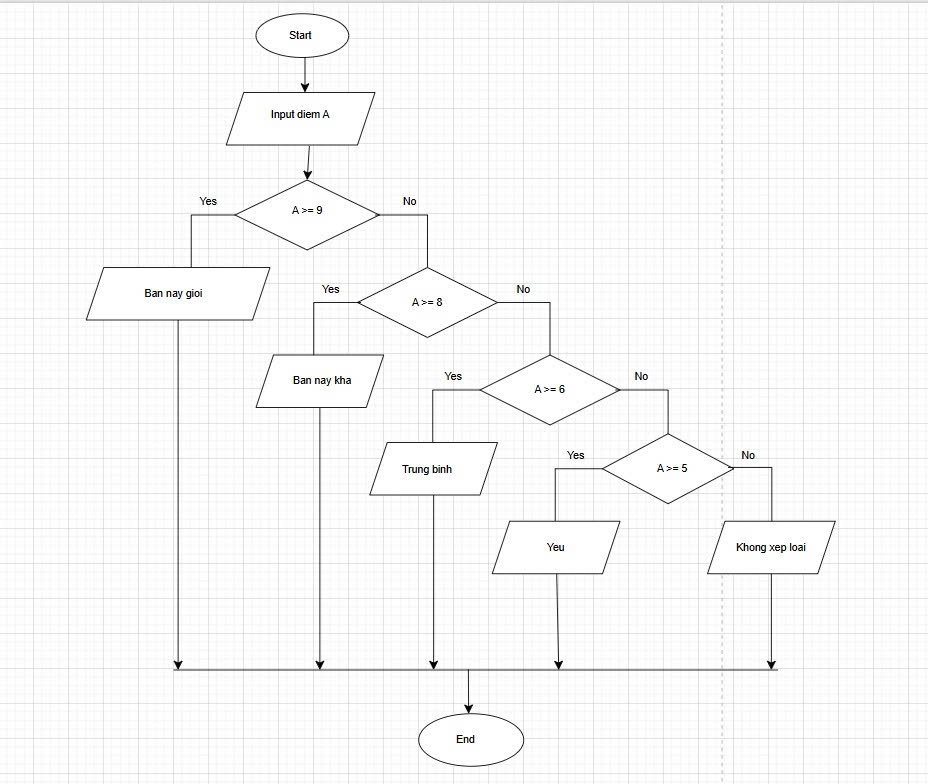 Start
Input diem A
Yes
A >= 9
No
Ban nay gioi
Yes
A >= 8
No
Ban nay kha
Yes
A >= 6
No
Trung binh
Yes
A >= 5
No
Yeu
Khong xep loai
End